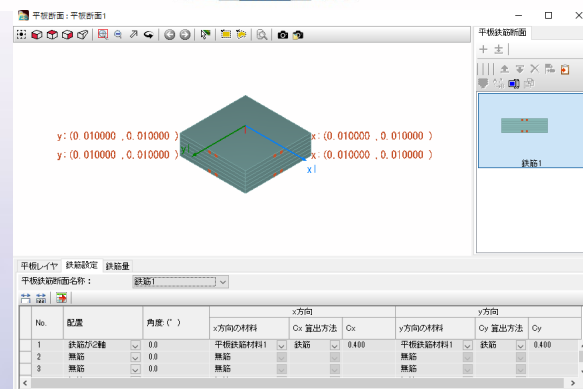 平板断面：平板断面1
平板鉄筋断面
y：(0.010000 ,0.010000 )
x：(0.010000 ,0.010000 )
y：(0.010000 ,0.010000 )
x：(0.010000 ,0.010000 )
yl
xl
鉄筋1
平板レイヤ 鉄筋設定 鉄筋量
平板鉄筋断面名称： 鉄筋1
x方向 y方向
No. 配置 角度：(°) x方向の材料 Cx 算出方法 Cx y方向の材料 Cy 算出方法 Cy
1 鉄筋が2軸 0.0 平板鉄筋材料1 鉄筋 0.400 平板鉄筋材料1 鉄筋 0.400
2 無筋 0.0 無筋 無筋
3 無筋 0.0 無筋 無筋